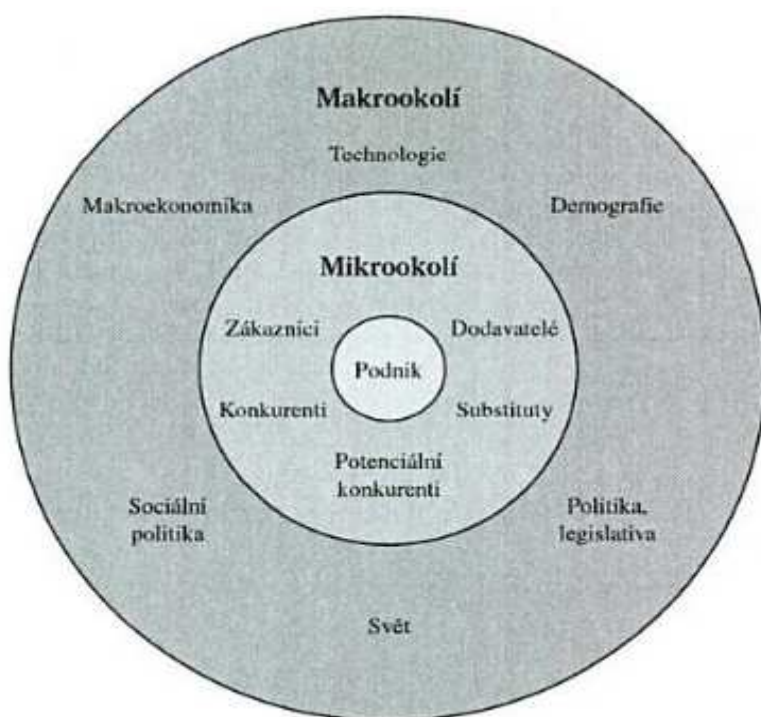 Makrookolí
Technologie
Makroekonomika
Demografie
Mikrookolí
Zákazníci
Dodavatelé
Podnik
Konkurenti
Substituty
Potenciální
konkurenti
Sociální
politika
Politika,
legislativa
Svět